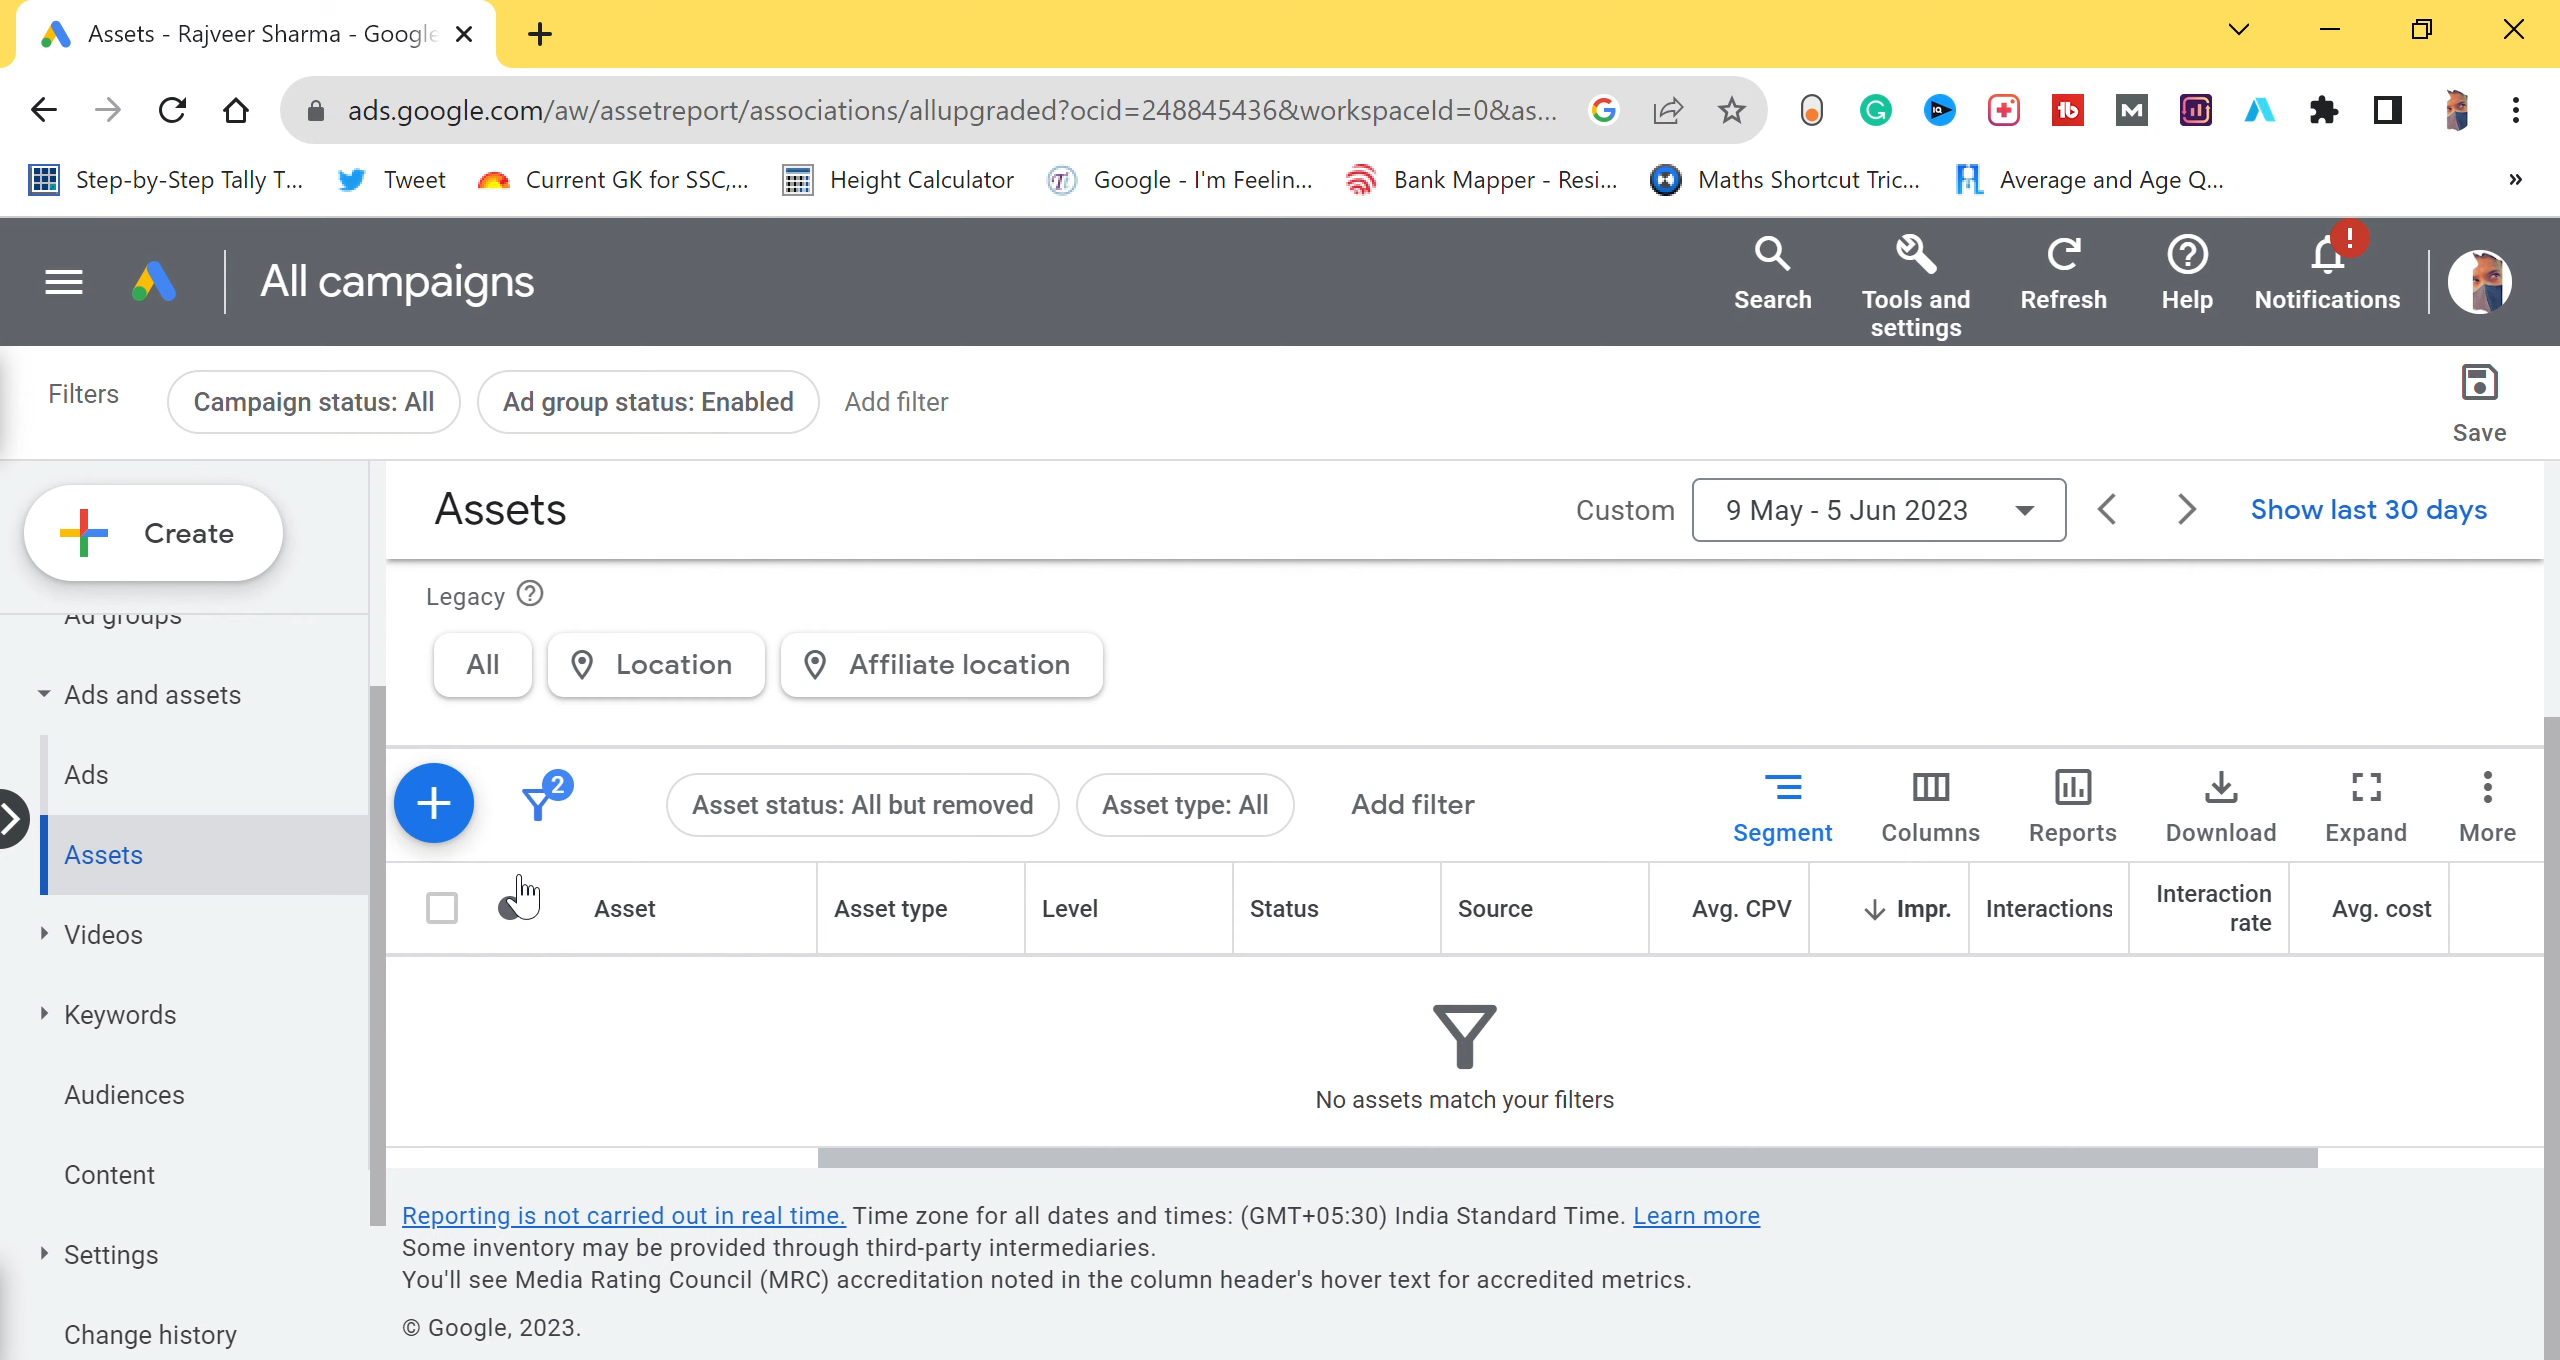 Assets - Rajveer Sharma - Google
ads.google.com/aw/assetreport/associations/allupgraded?ocid=248845436&workspaceId=0&as...
Step-by-Step Tally T...
Tweet
Current GK for SSC,...
Height Calculator
Google - I'm Feelin...
Bank Mapper - Resi...
Maths Shortcut Tric...
Average and Age Q...
»
All campaigns
Search
Tools and
settings
Refresh
Help
!
Notifications
Filters
Campaign status: All
Ad group status: Enabled
Add filter
Save
Create
Ad groups
Ads and assets
Ads
Assets
Videos
Keywords
Audiences
Content
Settings
Change history
Assets
Custom
9 May - 5 Jun 2023
Show last 30 days
Legacy
All
Location
Affiliate location
2
Asset status: All but removed
Asset type: All
Add filter
Segment
Columns
Reports
Download
Expand
More
Asset
Asset type
Level
Status
Source
Avg. CPV
Impr.
Interactions
Interaction
rate
Avg. cost
No assets match your filters
Reporting is not carried out in real time. Time zone for all dates and times: (GMT+05:30) India Standard Time. Learn more
Some inventory may be provided through third-party intermediaries.
You'll see Media Rating Council (MRC) accreditation noted in the column header's hover text for accredited metrics.
© Google, 2023.